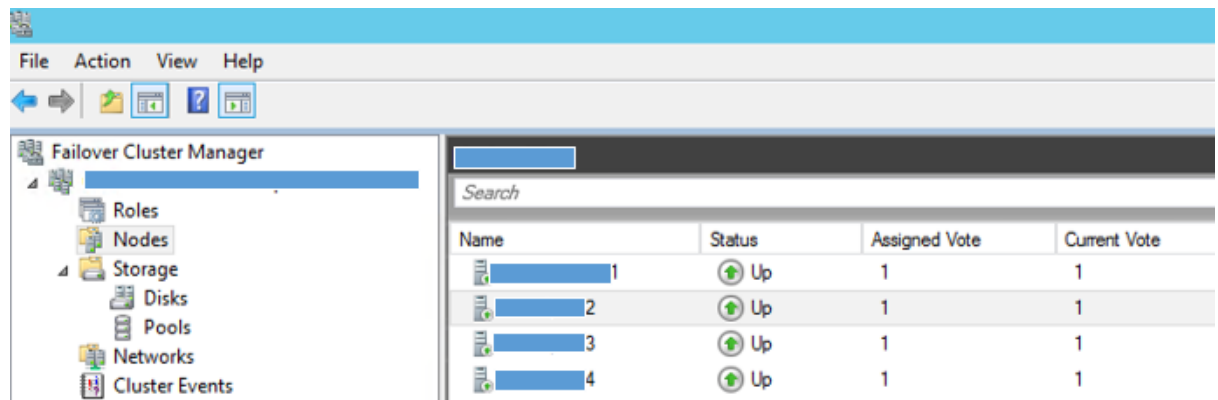 File Action View Help
Failover Cluster Manager
Roles
Nodes
Storage
Disks
Pools
Networks
Cluster Events
Search
Name Status Assigned Vote Current Vote
1 Up 1 1
2 Up 1 1
3 Up 1 1
4 Up 1 1